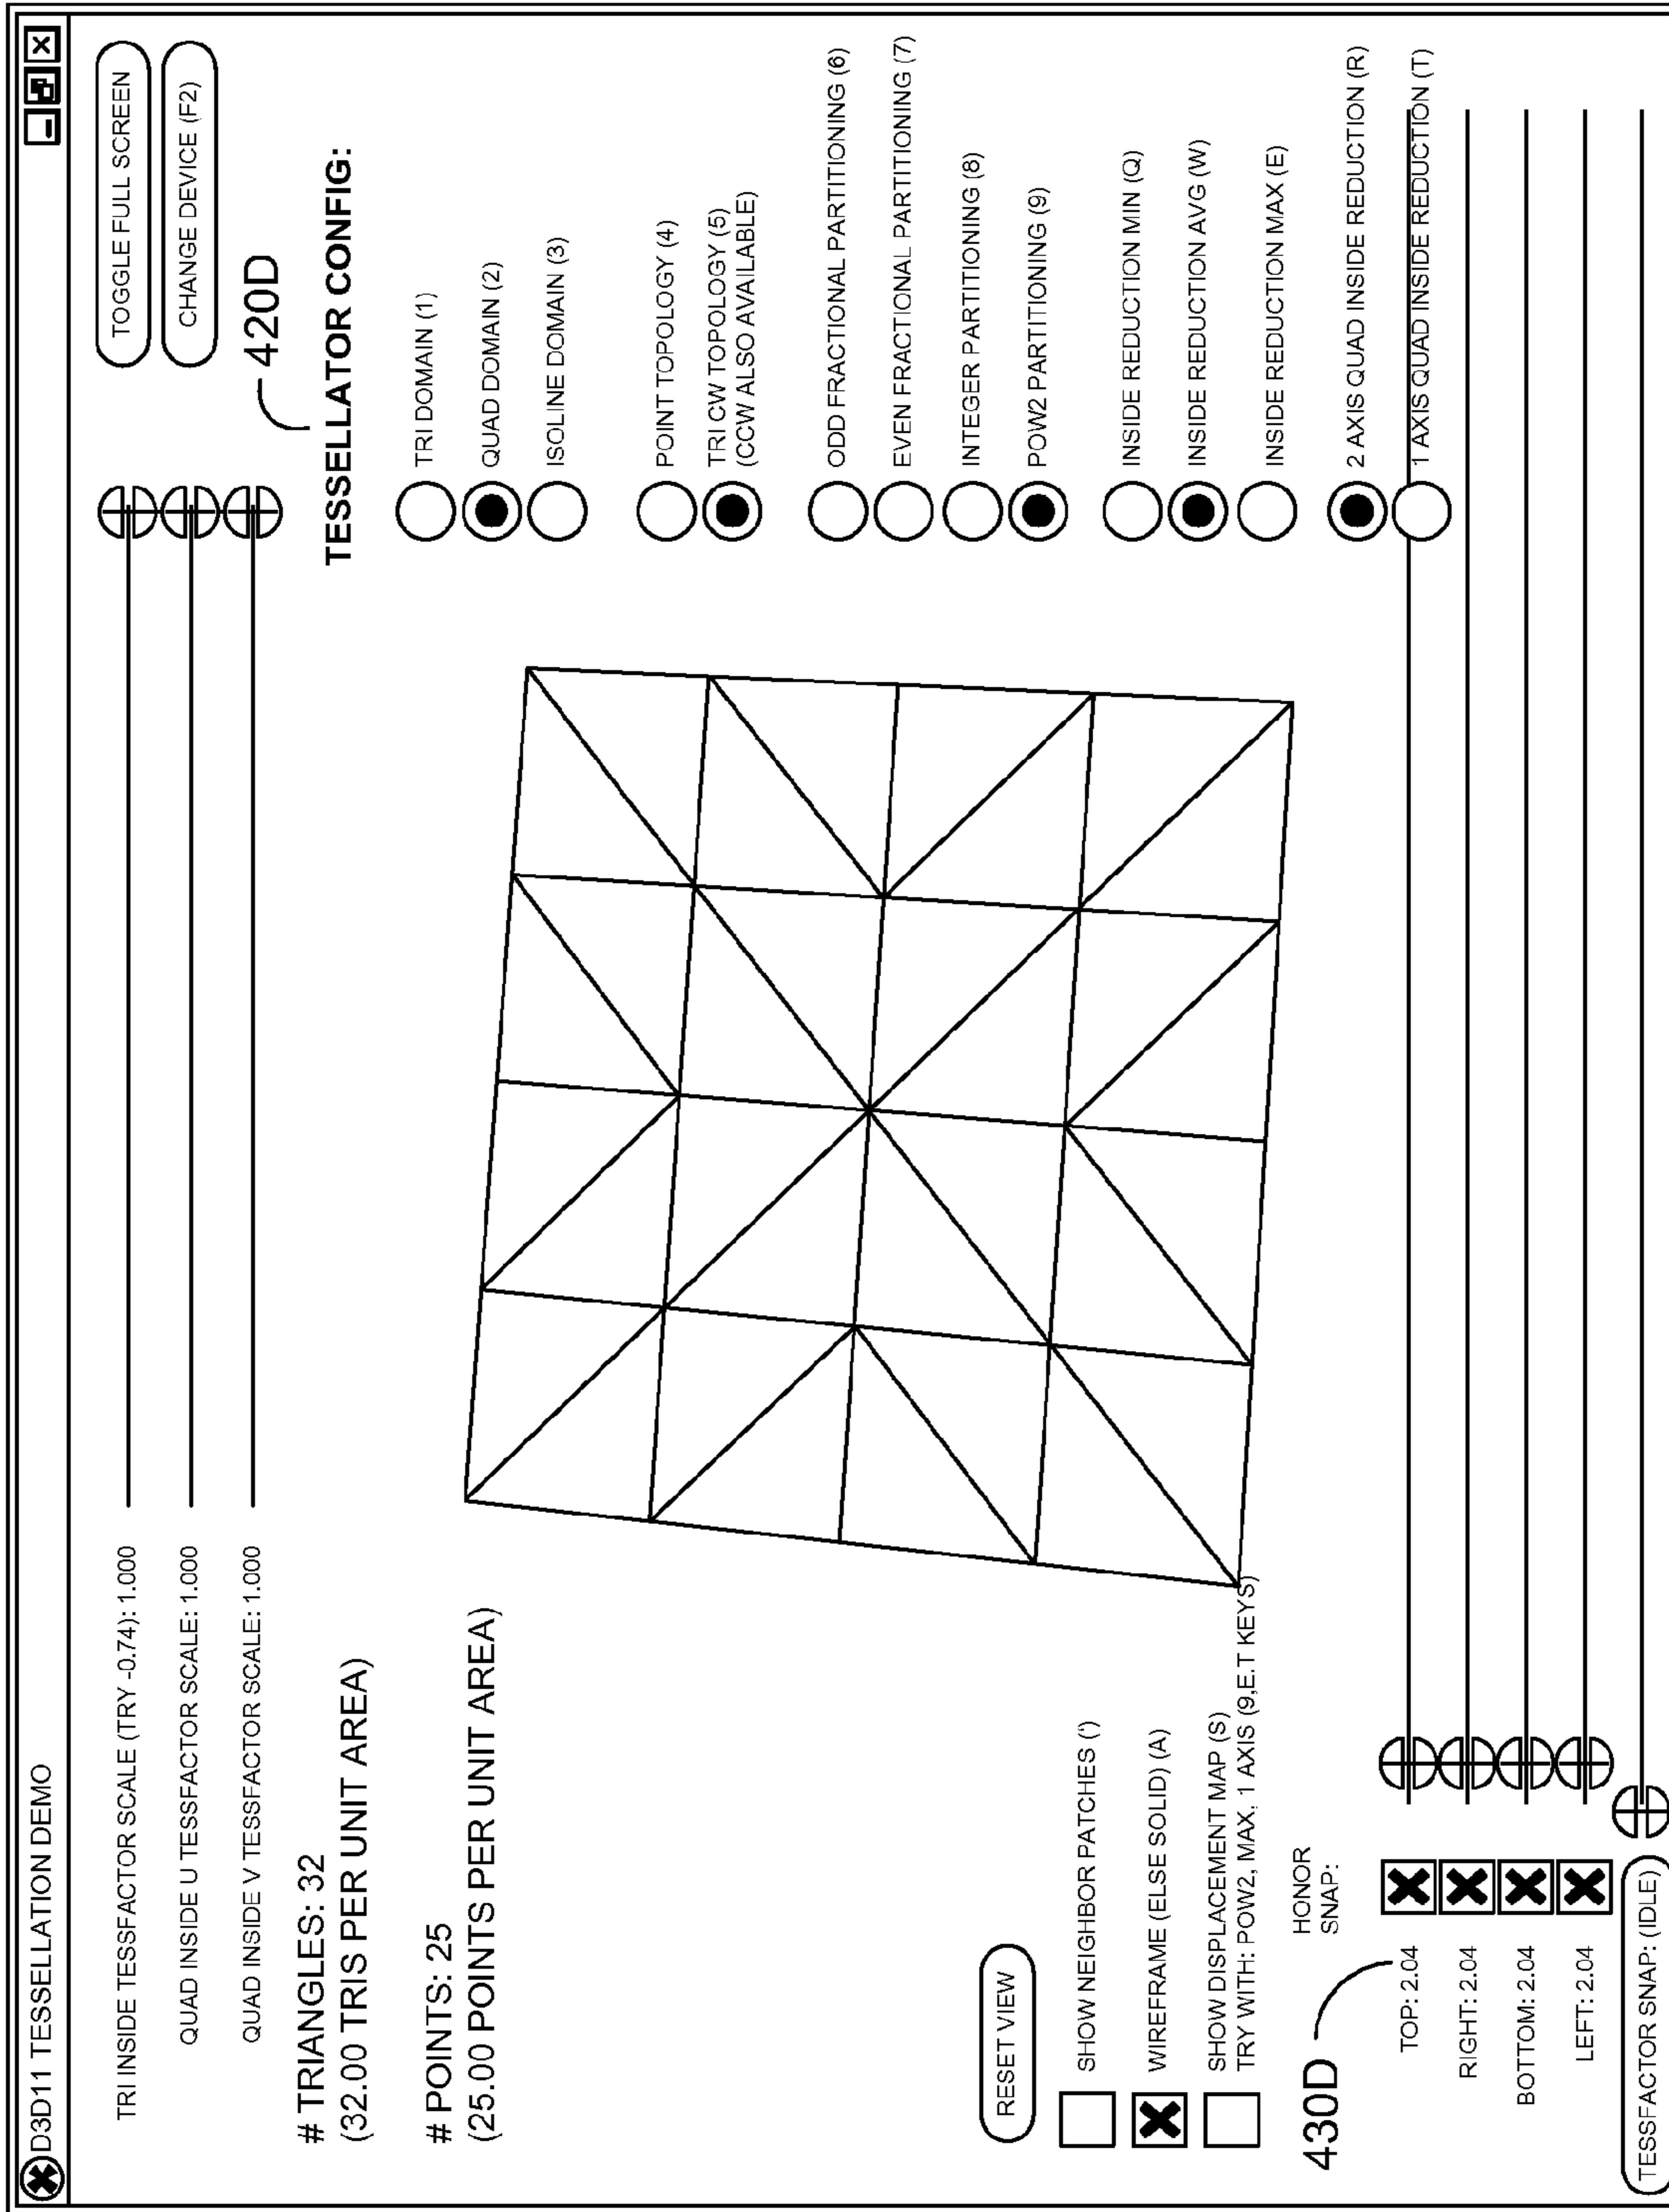 D3D11 TESSELLATION DEMO
TRI INSIDE TESSFACTOR SCALE (TRY -0.74): 1.000
QUAD INSIDE U TESSFACTOR SCALE: 1.000
QUAD INSIDE V TESSFACTOR SCALE: 1.000
TOGGLE FULL SCREEN
CHANGE DEVICE (F2)
420D
# TRIANGLES: 32
(32.00 TRIS PER UNIT AREA)
# POINTS: 25
(25.00 POINTS PER UNIT AREA)
TESSELLATOR CONFIG:
TRI DOMAIN (1)
QUAD DOMAIN (2)
ISOLINE DOMAIN (3)
POINT TOPOLOGY (4)
TRI CW TOPOLOGY (5)
(CCW ALSO AVAILABLE)
ODD FRACTIONAL PARTITIONING (6)
EVEN FRACTIONAL PARTITIONING (7)
INTEGER PARTITIONING (8)
POW2 PARTITIONING (9)
INSIDE REDUCTION MIN (Q)
INSIDE REDUCTION AVG (W)
INSIDE REDUCTION MAX (E)
2 AXIS QUAD INSIDE REDUCTION (R)
1 AXIS QUAD INSIDE REDUCTION (T)
RESET VIEW
SHOW NEIGHBOR PATCHES (')
WIREFRAME (ELSE SOLID) (A)
SHOW DISPLACEMENT MAP (S)
TRY WITH: POW2, MAX, 1 AXIS (9,E.T KEYS)
430D
HONOR
SNAP:
TOP: 2.04
RIGHT: 2.04
BOTTOM: 2.04
LEFT: 2.04
TESSFACTOR SNAP: (IDLE)